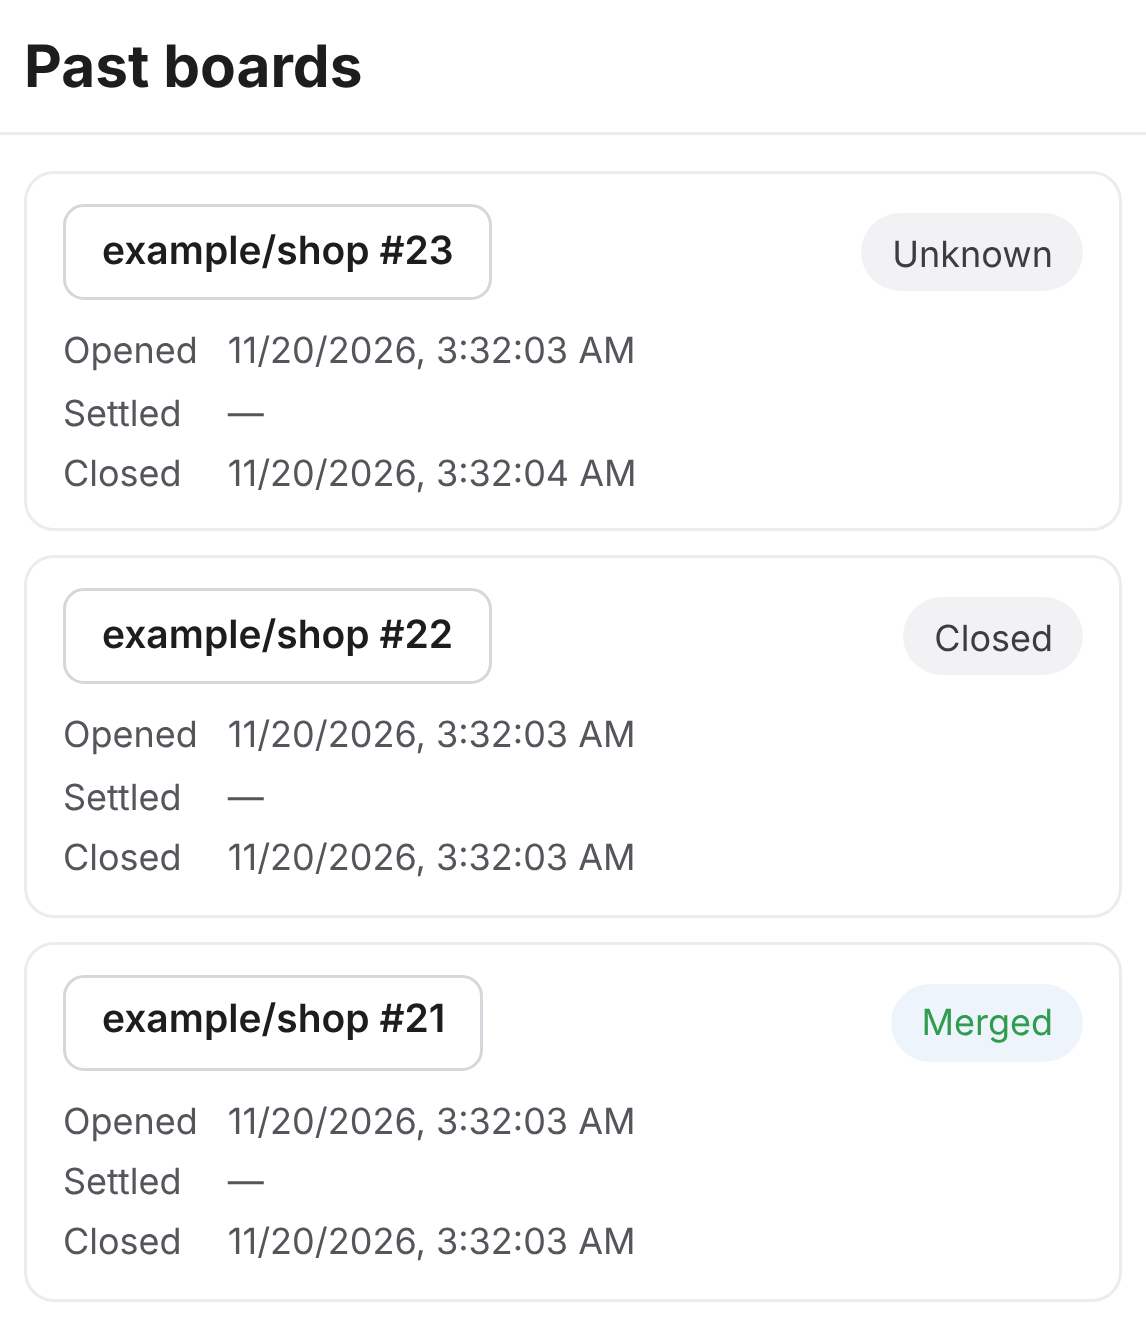 Past boards
example/shop #23
Unknown
Opened 11/20/2026, 3:32:03 AM
Settled —
Closed 11/20/2026, 3:32:04 AM
example/shop #22
Closed
Opened 11/20/2026, 3:32:03 AM
Settled —
Closed 11/20/2026, 3:32:03 AM
example/shop #21
Merged
Opened 11/20/2026, 3:32:03 AM
Settled —
Closed 11/20/2026, 3:32:03 AM